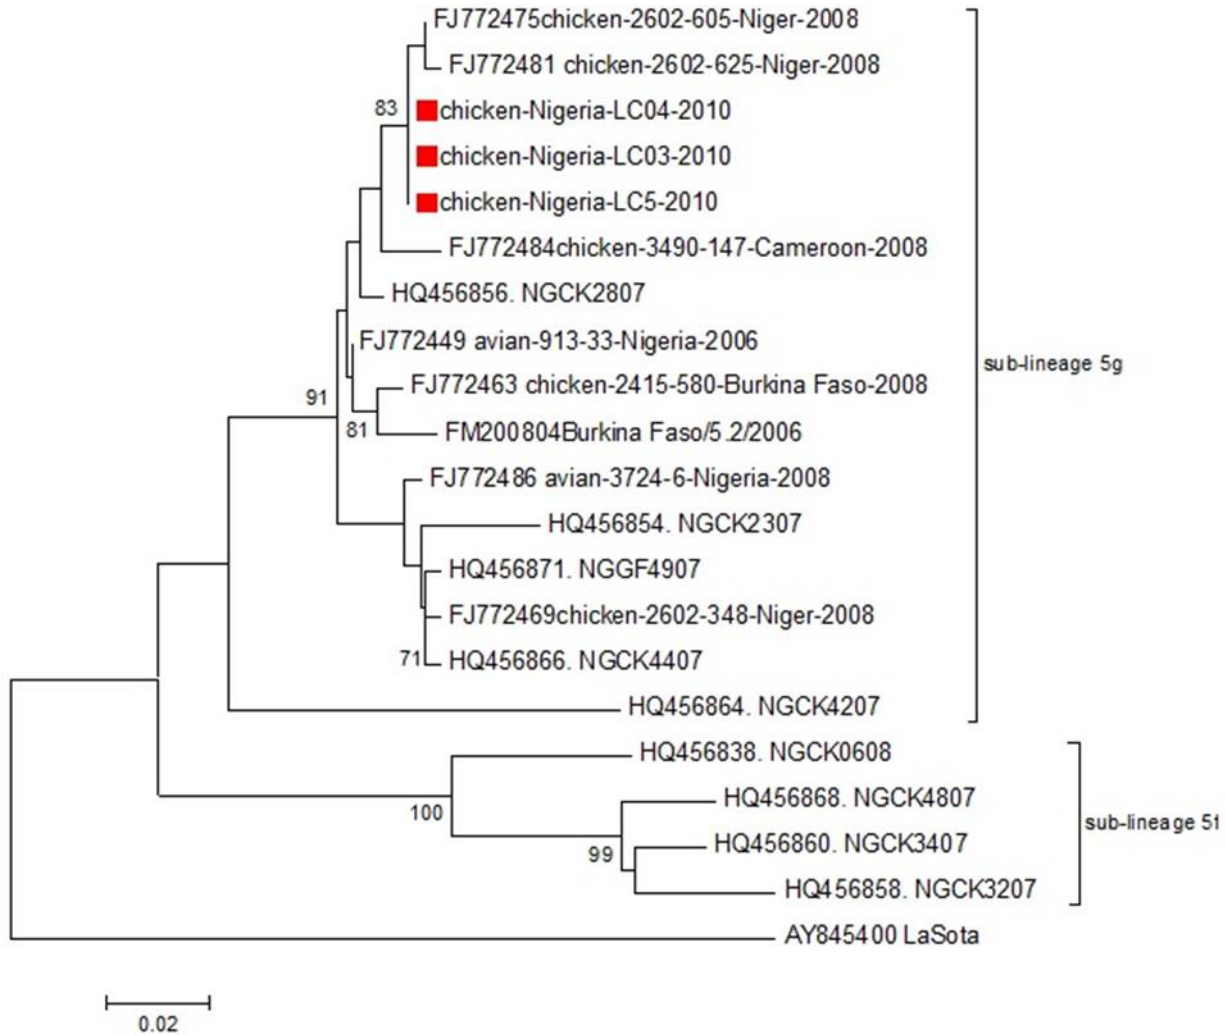 FJ772475chicken-2602-605-Niger-2008
FJ772481 chicken-2602-625-Niger-2008
83
chicken-Nigeria-LC04-2010
chicken-Nigeria-LC03-2010
chicken-Nigeria-LC5-2010
FJ772484chicken-3490-147-Cameroon-2008
HQ456856. NGCK2807
FJ772449 avian-913-33-Nigeria-2006
sub-lineage 5g
FJ772463 chicken-2415-580-Burkina Faso-2008
91
81
FM200804Burkina Faso/5.2/2006
FJ772486 avian-3724-6-Nigeria-2008
HQ456854. NGCK2307
HQ456871. NGGF4907
FJ772469chicken-2602-348-Niger-2008
71
HQ456866. NGCK4407
HQ456864. NGCK4207
HQ456838. NGCK0608
HQ456868. NGCK4807
100
sub-lineage 5f
HQ456860. NGCK3407
99
HQ456858. NGCK3207
AY845400 LaSota
0.02